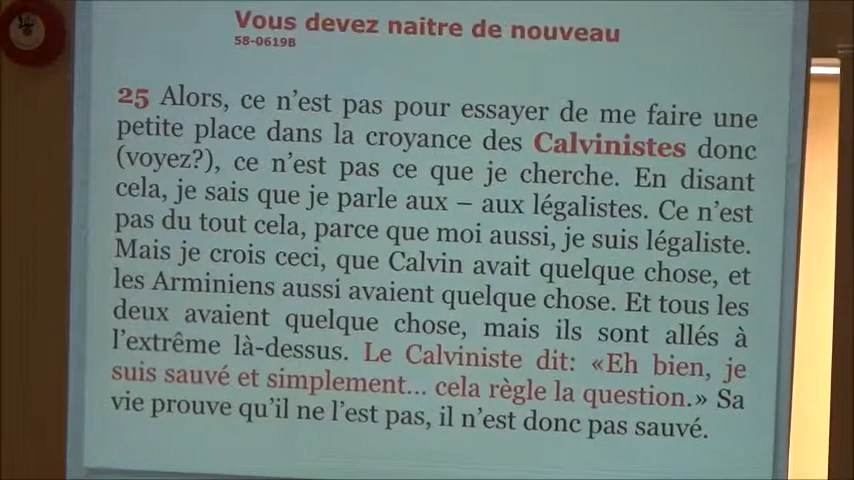 Vous devez naitre de nouveau
58-0619B
25 Alors, ce n'est pas pour essayer de me faire une
petite place dans la croyance des Calvinistes donc
(voyez?), ce n'est pas ce que je cherche. En disant
cela, je sais que je parle aux – aux légalistes. Ce n'est
pas du tout cela, parce que moi aussi, je suis légaliste.
Mais je crois ceci, que Calvin avait quelque chose, et
les Arminiens aussi avaient quelque chose. Et tous les
deux avaient quelque chose, mais ils sont allés à
l'extrême là-dessus. Le Calviniste dit: «Eh bien, je
suis sauvé et simplement... cela règle la question.» Sa
vie prouve qu'il ne l'est pas, il n'est donc pas sauvé.